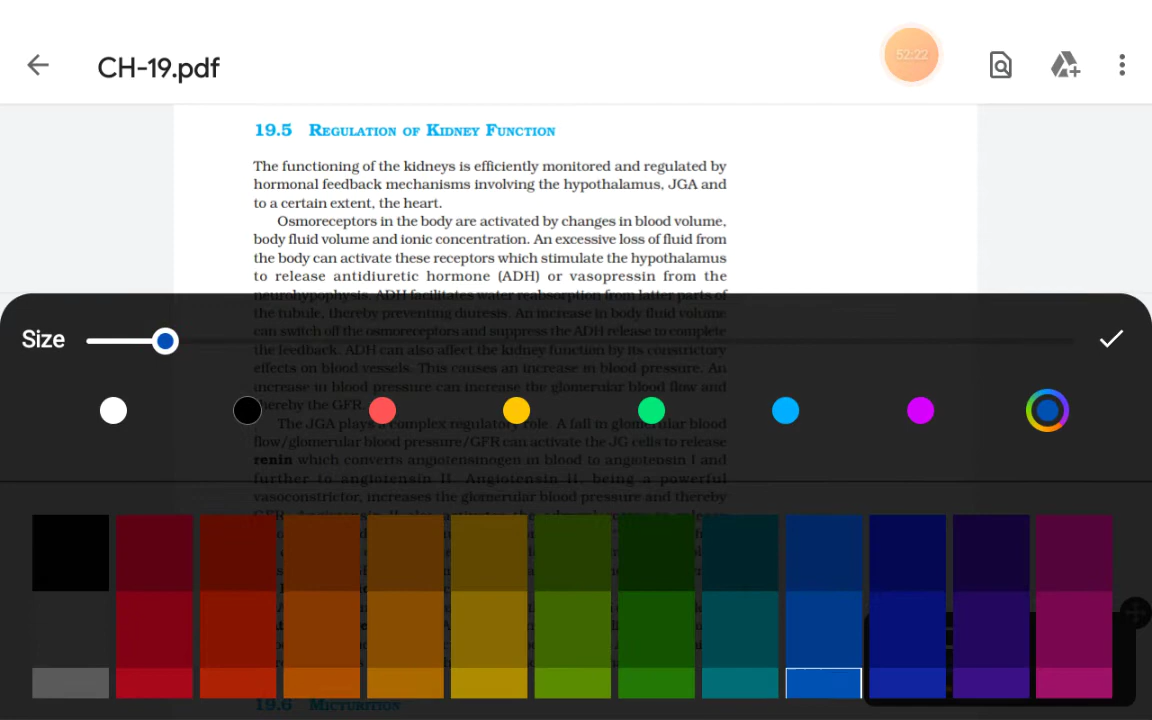 CH-19.pdf
52:22
19.5 REGULATION OF KIDNEY FUNCTION
The functioning of the kidneys is efficiently monitored and regulated by
hormonal feedback mechanisms involving the hypothalamus, JGA and
to a certain extent, the heart.
Osmoreceptors in the body are activated by changes in blood volume,
body fluid volume and ionic concentration. An excessive loss of fluid from
the body can activate these receptors which stimulate the hypothalamus
to release antidiuretic hormone (ADH) or vasopressin from the
neurohypophysis. ADH facilitates water reabsorption from latter parts of
the tubule, thereby preventing diuresis. An increase in body fluid volume
Size
can switch off the osmoreceptors and suppress the ADH release to complete
the feedback. ADH can also affect the kidney function by its constrictory
effects on blood vessels. This causes an increase in blood pressure. An
increase in blood pressure can increase the glomerular blood flow and
thereby the GFR.
The JGA plays a complex regulatory role. A fall in glomerular blood
flow/glomerular blood pressure/GFR can activate the JG cells to release
renin which converts angiotensinogen in blood to angiotensin I and
further to angiotensin II. Angiotensin II, being a powerful
vasoconstrictor, increases the glomerular blood pressure and thereby
19.6 MICTURITION